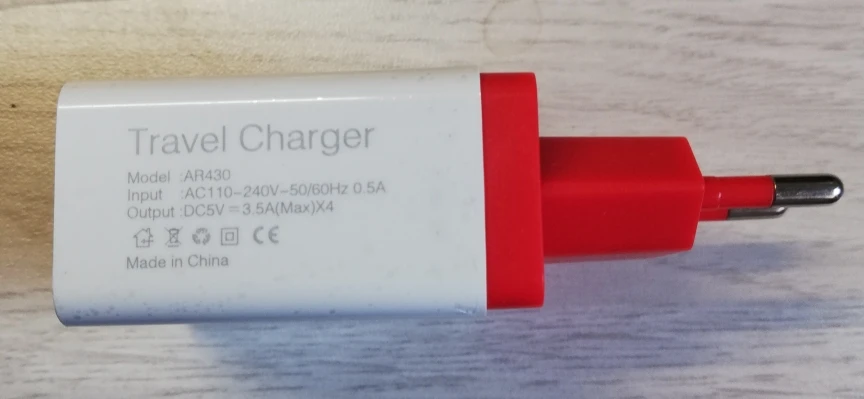 Travel Charger
Model :AR430
Input :AC110-240V~50/60Hz 0.5A
Output :DC5V⎓3.5A(Max)X4
CE
Made in China